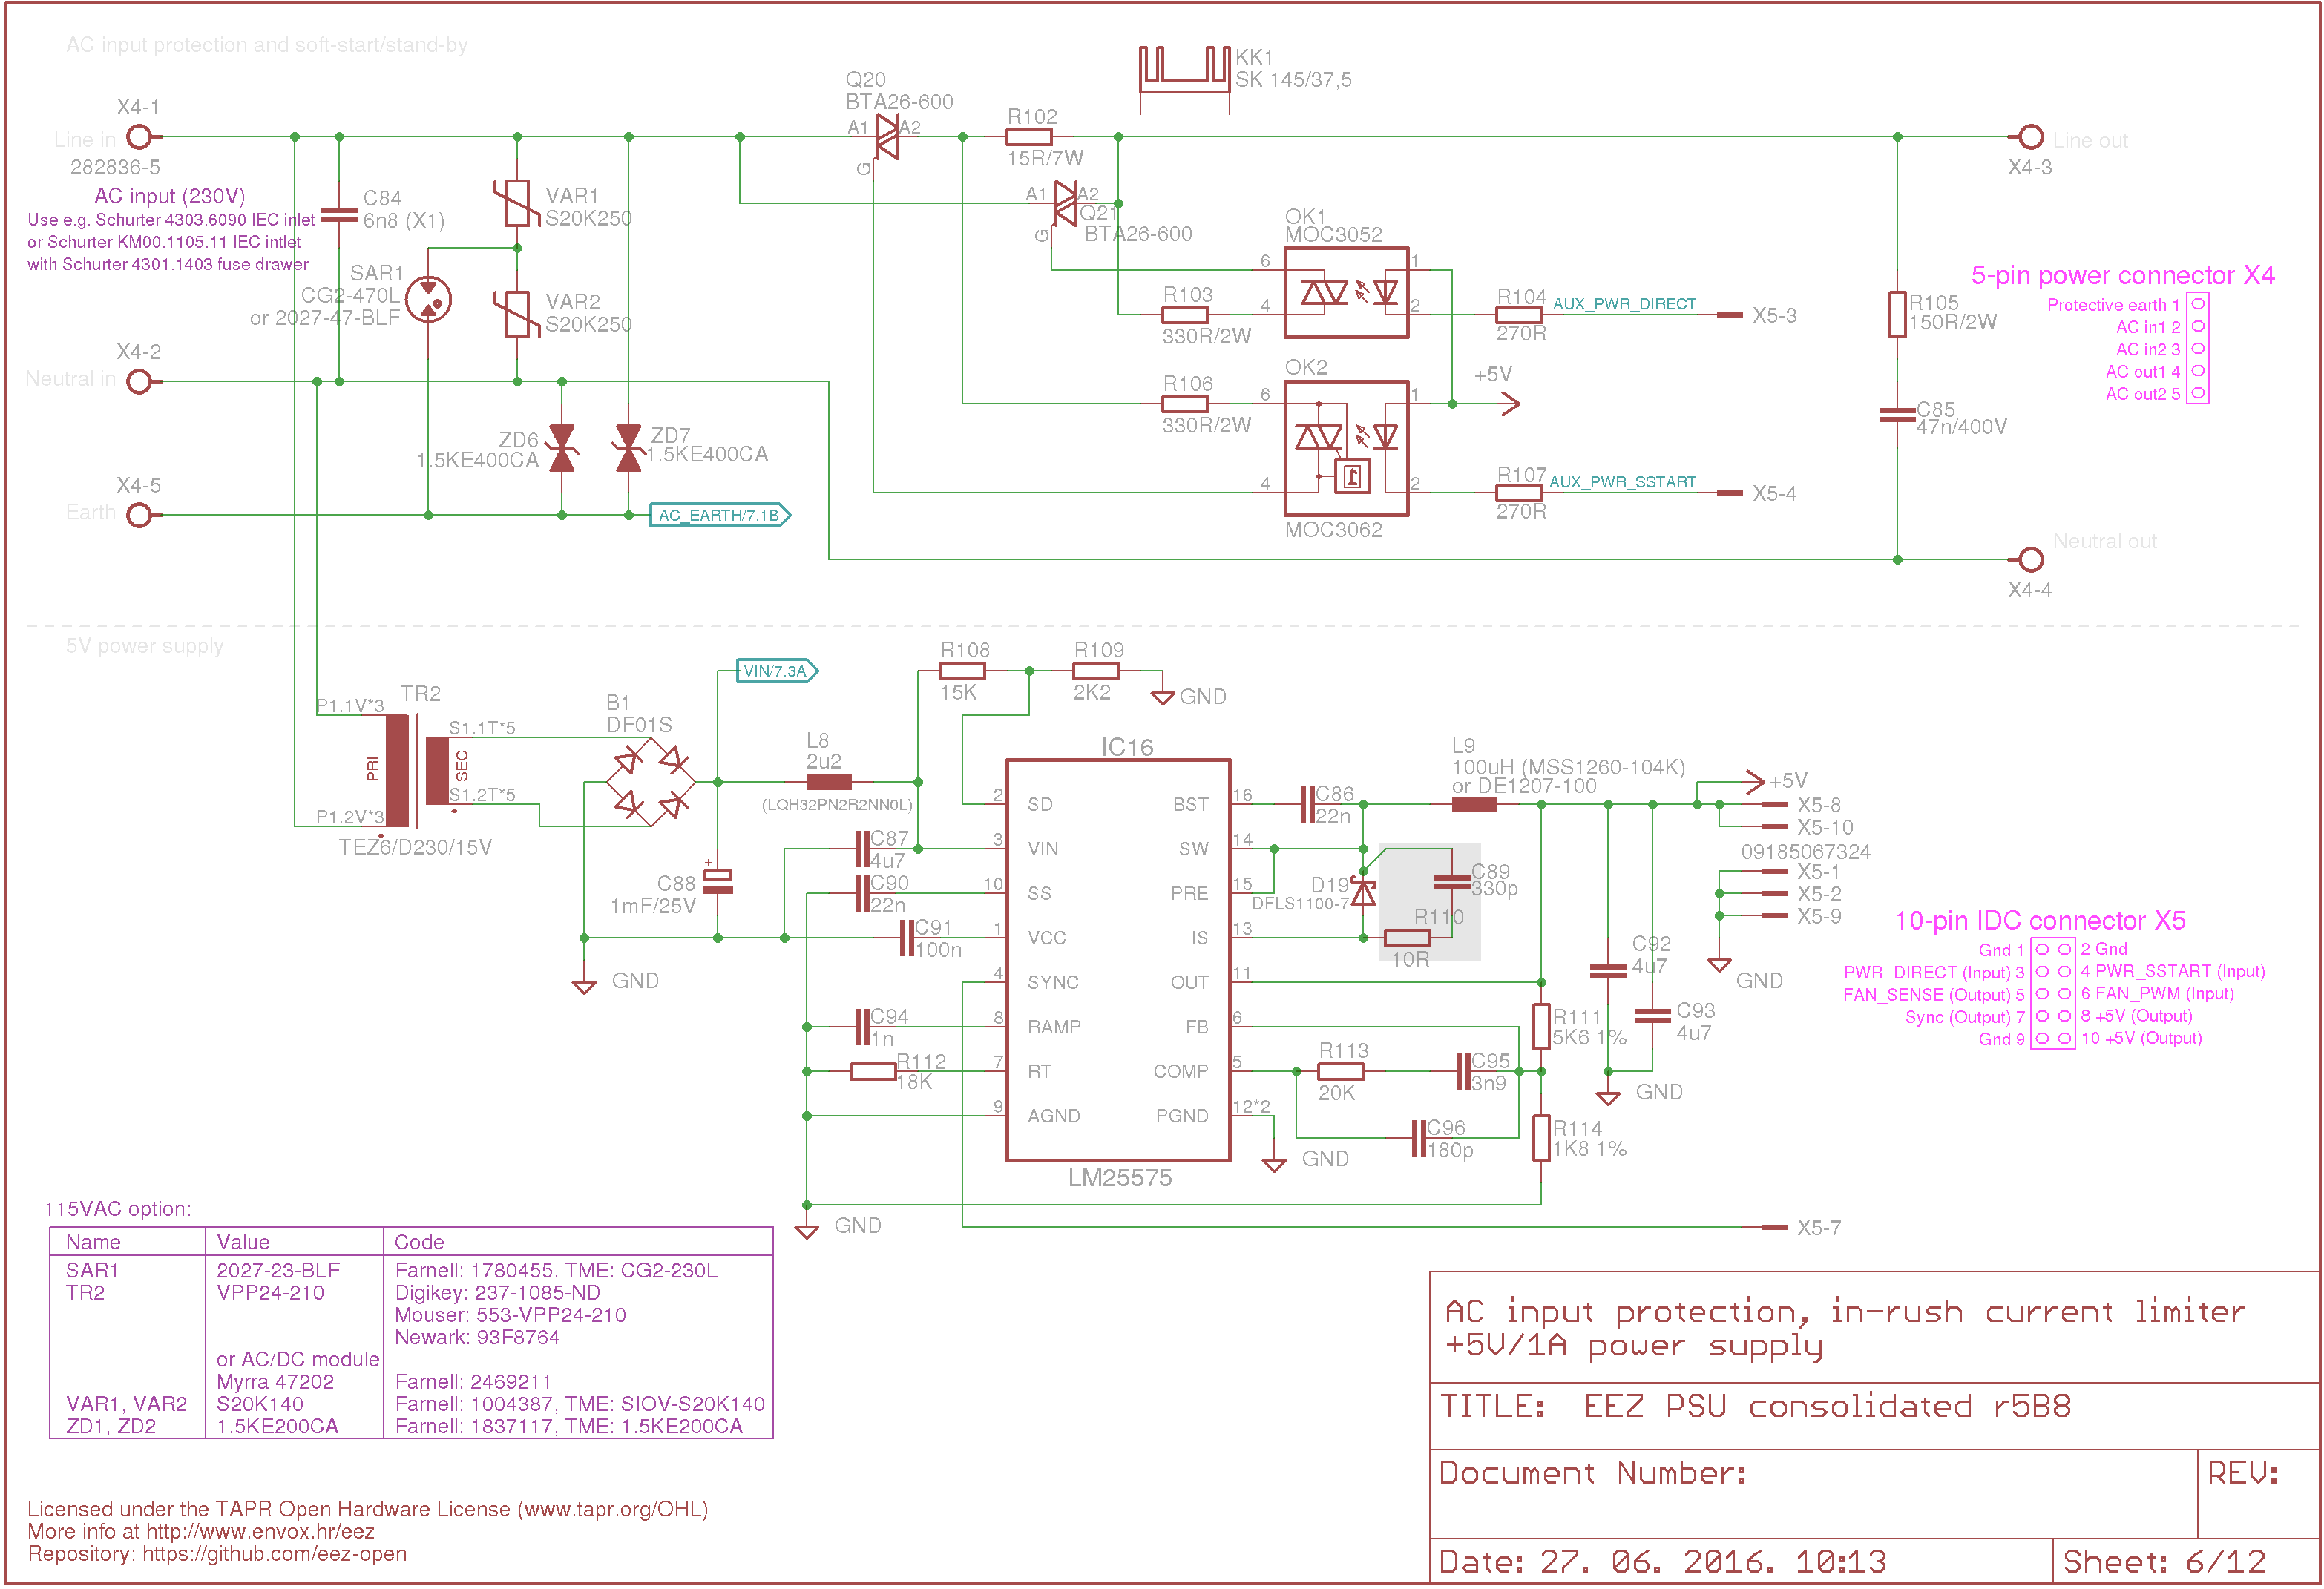 AC input protection and soft-start/stand-by
X4-1
Line in
282836-5
AC input (230V)
Use e.g. Schurter 4303.6090 IEC inlet
or Schurter KM00.1105.11 IEC intlet
with Schurter 4301.1403 fuse drawer
C84
6n8 (X1)
SAR1
CG2-470L
or 2027-47-BLF
VAR1
S20K250
VAR2
S20K250
X4-2
Neutral in
ZD6
1.5KE400CA
ZD7
1.5KE400CA
X4-5
Earth
AC_EARTH/7.1B
Q20
BTA26-600
A1
A2
G
R102
15R/7W
KK1
SK 145/37,5
A1
A2
G
Q21
BTA26-600
OK1
MOC3052
6
4
1
2
R103
330R/2W
R104
270R
AUX_PWR_DIRECT
X5-3
OK2
MOC3062
6
4
1
2
1
R106
330R/2W
+5V
R107
270R
AUX_PWR_SSTART
X5-4
Line out
X4-3
R105
150R/2W
C85
47n/400V
Neutral out
X4-4
5-pin power connector X4
Protective earth 1
AC in1 2
AC in2 3
AC out1 4
AC out2 5
5V power supply
VIN/7.3A
TR2
P1.1V*3
P1.2V*3
PRI
SEC
S1.1T*5
S1.2T*5
TEZ6/D230/15V
B1
DF01S
L8
2u2
(LQH32PN2R2NN0L)
R108
15K
R109
2K2
GND
C87
4u7
C88
1mF/25V
+
C90
22n
C91
100n
GND
C94
1n
R112
18K
GND
IC16
LM25575
2 SD
3 VIN
10 SS
1 VCC
4 SYNC
8 RAMP
7 RT
9 AGND
BST 16
SW 14
PRE 15
IS 13
OUT 11
FB 6
COMP 5
PGND 12*2
C86
22n
L9
100uH (MSS1260-104K)
or DE1207-100
D19
DFLS1100-7
C89
330p
R110
10R
R111
5K6 1%
R113
20K
C95
3n9
C96
180p
R114
1K8 1%
GND
C92
4u7
C93
4u7
GND
+5V
X5-8
X5-10
09185067324
X5-1
X5-2
X5-9
GND
X5-7
10-pin IDC connector X5
Gnd 1 2 Gnd
PWR_DIRECT (Input) 3 4 PWR_SSTART (Input)
FAN_SENSE (Output) 5 6 FAN_PWM (Input)
Sync (Output) 7 8 +5V (Output)
Gnd 9 10 +5V (Output)
115VAC option:
Name Value Code
SAR1 2027-23-BLF Farnell: 1780455, TME: CG2-230L
TR2 VPP24-210 Digikey: 237-1085-ND
Mouser: 553-VPP24-210
Newark: 93F8764
or AC/DC module
Myrra 47202 Farnell: 2469211
VAR1, VAR2 S20K140 Farnell: 1004387, TME: SIOV-S20K140
ZD1, ZD2 1.5KE200CA Farnell: 1837117, TME: 1.5KE200CA
Licensed under the TAPR Open Hardware License (www.tapr.org/OHL)
More info at http://www.envox.hr/eez
Repository: https://github.com/eez-open
AC input protection, in-rush current limiter
+5V/1A power supply
TITLE: EEZ PSU consolidated r5B8
Document Number:
REV:
Date: 27. 06. 2016. 10:13
Sheet: 6/12